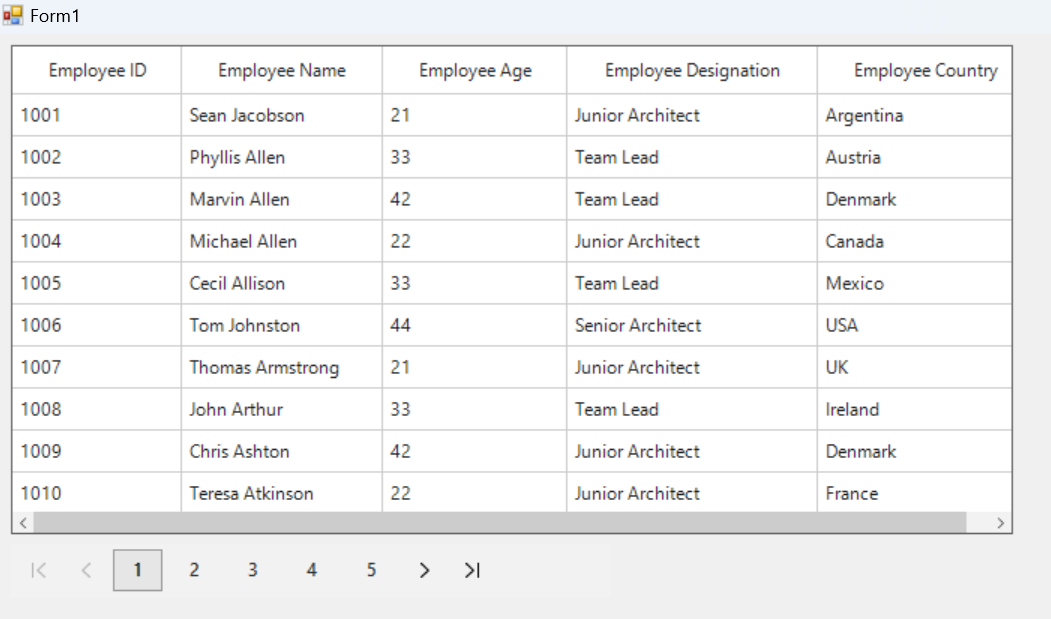 Form1
Employee ID Employee Name Employee Age Employee Designation Employee Country
1001 Sean Jacobson 21 Junior Architect Argentina
1002 Phyllis Allen 33 Team Lead Austria
1003 Marvin Allen 42 Team Lead Denmark
1004 Michael Allen 22 Junior Architect Canada
1005 Cecil Allison 33 Team Lead Mexico
1006 Tom Johnston 44 Senior Architect USA
1007 Thomas Armstrong 21 Junior Architect UK
1008 John Arthur 33 Team Lead Ireland
1009 Chris Ashton 42 Junior Architect Denmark
1010 Teresa Atkinson 22 Junior Architect France
1 2 3 4 5